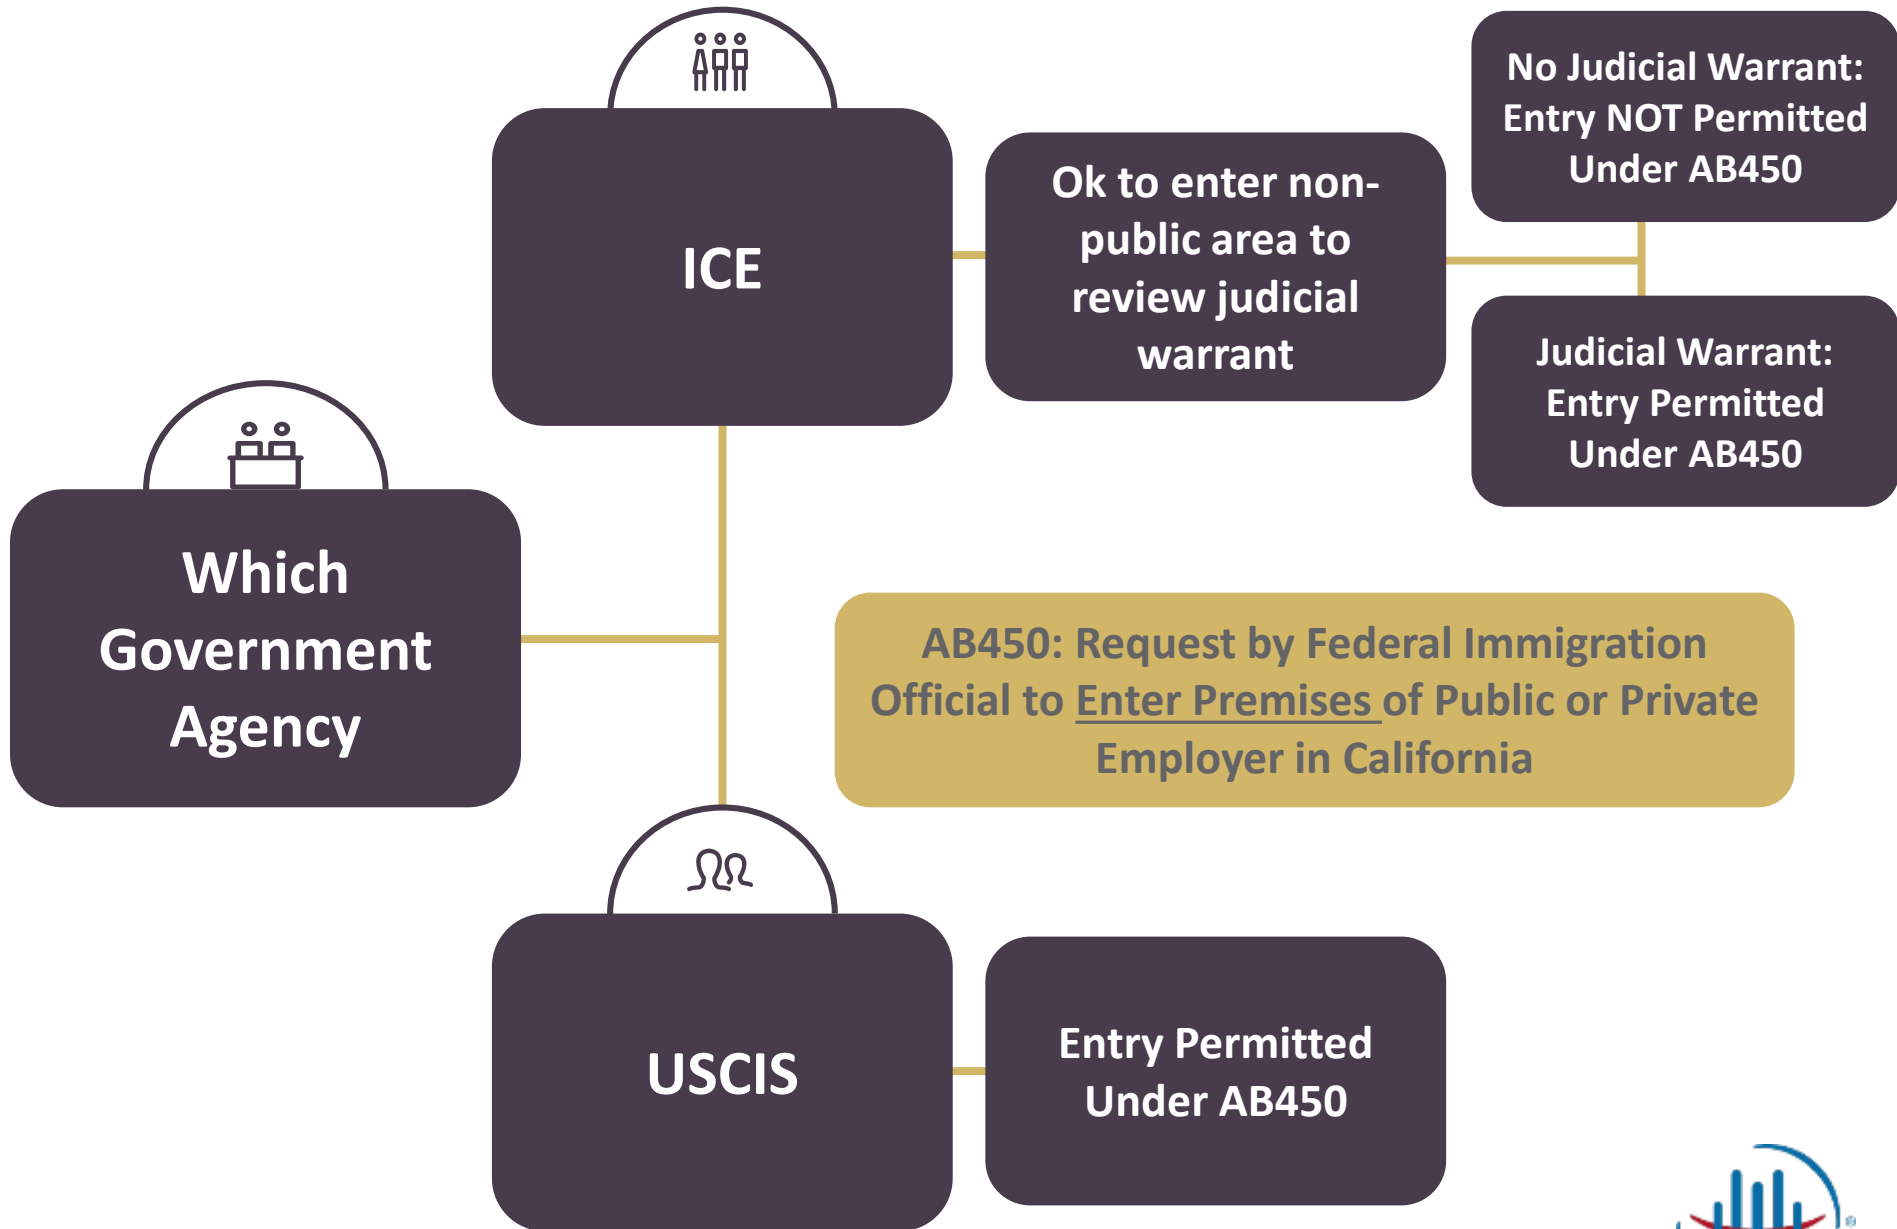 Which
Government
Agency
ICE
Ok to enter non-
public area to
review judicial
warrant
No Judicial Warrant:
Entry NOT Permitted
Under AB450
Judicial Warrant:
Entry Permitted
Under AB450
AB450: Request by Federal Immigration
Official to Enter Premises of Public or Private
Employer in California
USCIS
Entry Permitted
Under AB450
®